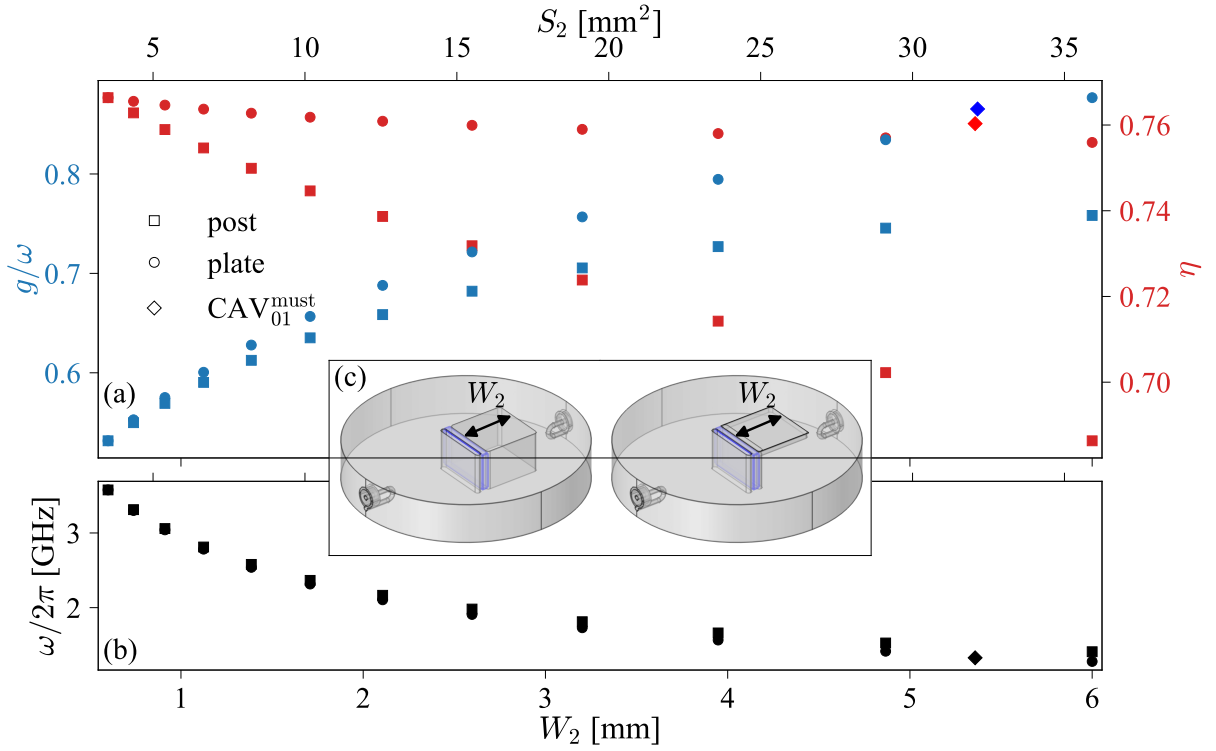 S₂ [mm²]
5 10 15 20 25 30 35
0.8
0.7
0.6
g/ω
0.76
0.74
0.72
0.70
η
post
plate
CAV₀₁ᵐᵘˢᵗ
(a)
(c)
W₂
W₂
3
2
ω/2π [GHz]
(b)
1 2 3 4 5 6
W₂ [mm]